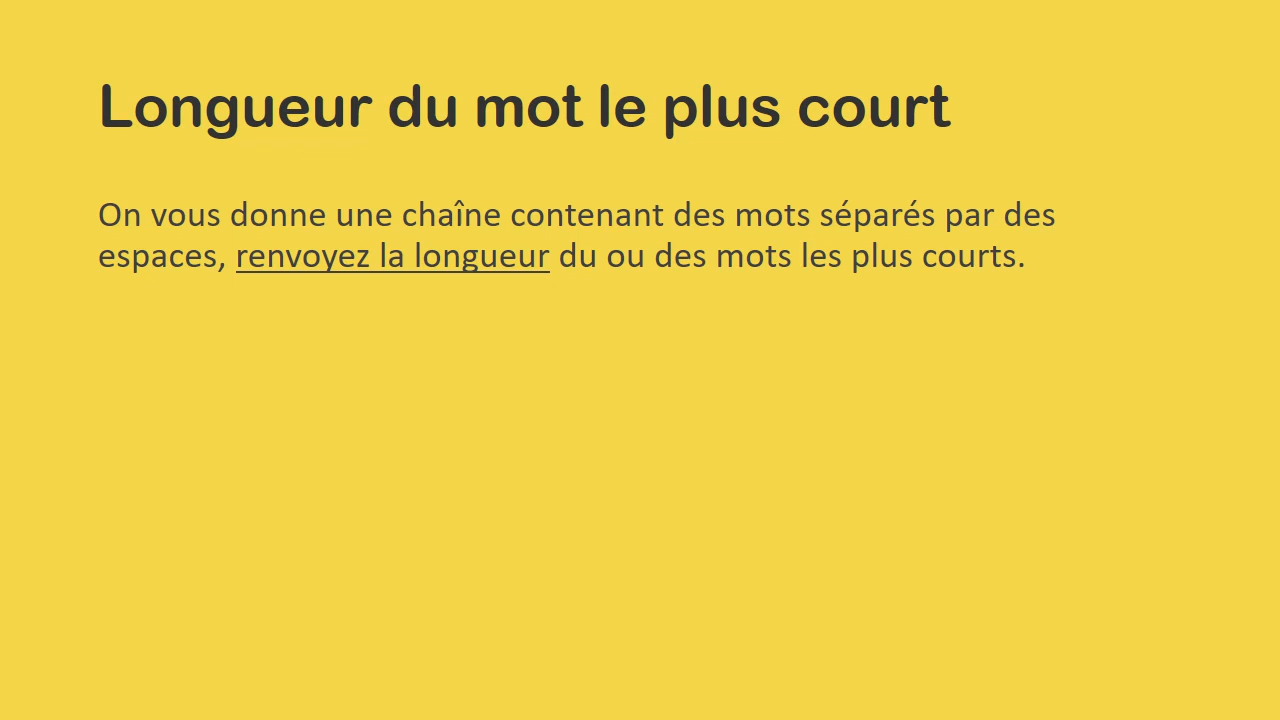 Longueur du mot le plus court
On vous donne une chaîne contenant des mots séparés par des
espaces, renvoyez la longueur du ou des mots les plus courts.